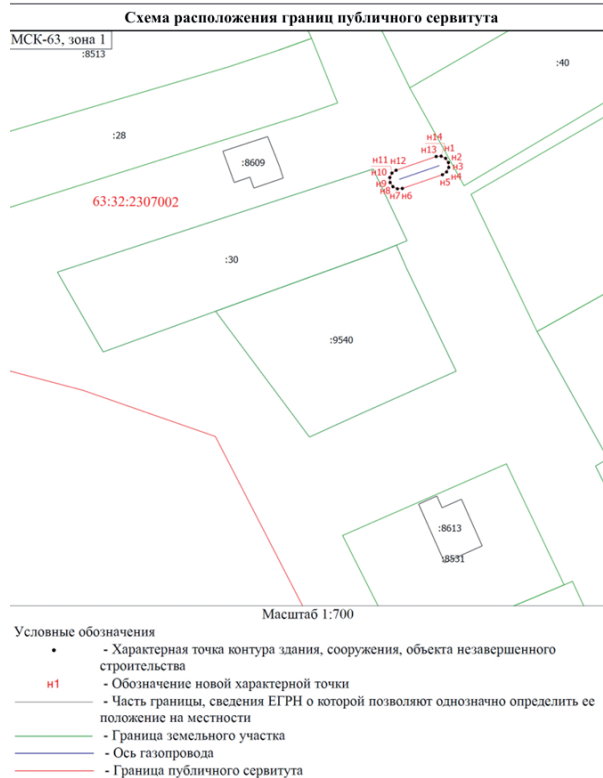 Схема расположения границ публичного сервитута
МСК-63, зона 1
:8513
:40
:28
:8609
н14
н13
н1
н2
н3
н4
н5
н11
н12
н10
н9
н8
н7
н6
63:32:2307002
:30
:9540
:8613
:8531
Масштаб 1:700
Условные обозначения
- Характерная точка контура здания, сооружения, объекта незавершенного
строительства
н1 - Обозначение новой характерной точки
- Часть границы, сведения ЕГРН о которой позволяют однозначно определить ее
положение на местности
- Граница земельного участка
- Ось газопровода
- Граница публичного сервитута